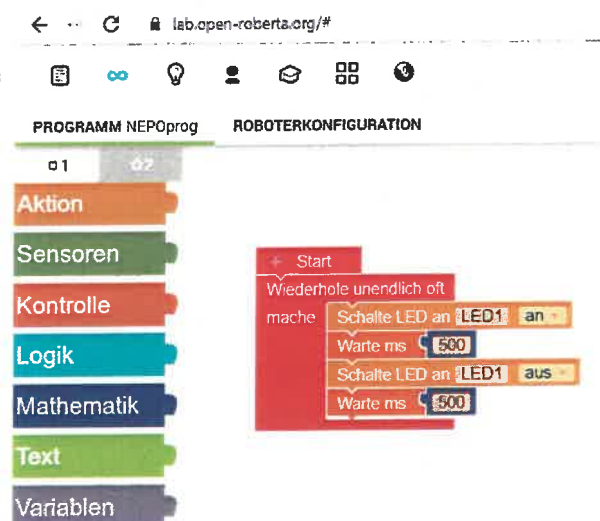 lab.open-roberta.org/#
PROGRAMM NEPOprog ROBOTERKONFIGURATION
1 2
Aktion
Sensoren
Kontrolle
Logik
Mathematik
Text
Variablen
+ Start
Wiederhole unendlich oft
mache Schalte LED an LED1 an
Warte ms 500
Schalte LED an LED1 aus
Warte ms 500